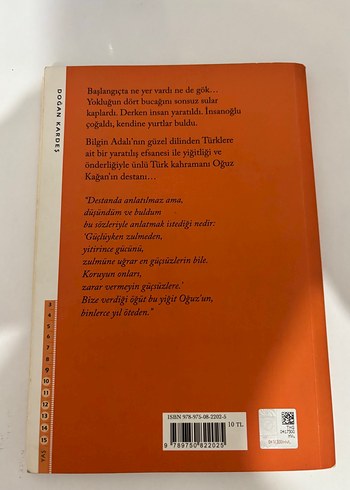 DOĞAN KARDEŞ
Başlangıçta ne yer vardı ne de gök...
Yokluğun dört bucağını sonsuz sular
kaplardı. Derken insan yaratıldı. İnsanoğlu
çoğaldı, kendine yurtlar buldu.
Bilgin Adalı'nın güzel dilinden Türklere
ait bir yaratılış efsanesi ile yiğitliği ve
önderliğiyle ünlü Türk kahramanı Oğuz
Kağan'ın destanı...
"Destanda anlatılmaz ama,
düşündüm ve buldum
bu sözleriyle anlatmak istediği nedir:
'Güçlüyken zulmeden,
yitirince gücünü,
zulmüne uğrar en güçsüzlerin bile.
Koruyun onları,
zarar vermeyin güçsüzlere.'
Bize verdiği öğüt bu yiğit Oğuz'un,
binlerce yıl öteden."
3
4
5
6
7
8
9
10
11
12
13
14
15
YAŞ
ISBN 978-975-08-2202-5
10 TL
9 789750 822025